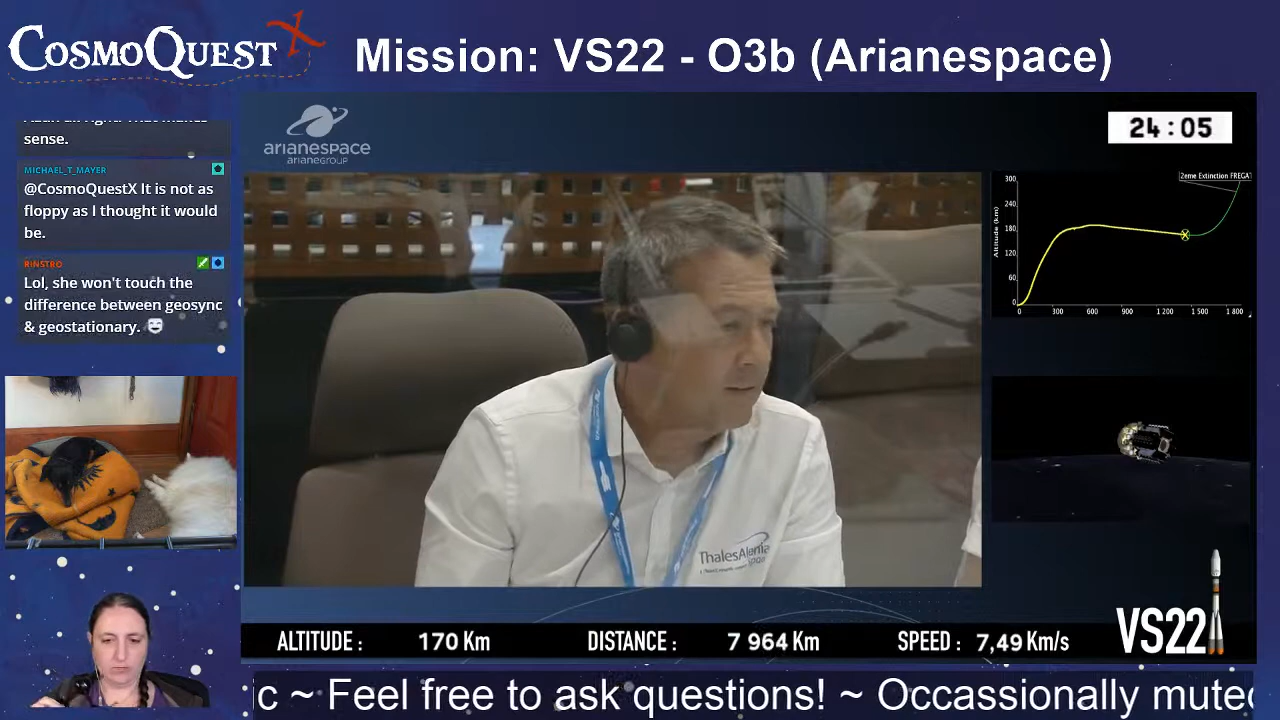 CosmoQuest X
Mission: VS22 - O3b (Arianespace)
sense.
MICHAEL_T_MAYER
@CosmoQuestX It is not as
floppy as I thought it would
be.
RINSTRO
Lol, she won't touch the
difference between geosync
& geostationary.
arianespace
arianeGROUP
24:05
2eme Extinction FREGAT
Altitude (km)
300
240
180
120
60
0
0 300 600 900 1 200 1 500 1 800
ThalesAlenia
Space
ALTITUDE : 170 Km DISTANCE : 7 964 Km SPEED : 7,49 Km/s
VS22
c ~ Feel free to ask questions! ~ Occassionally muted